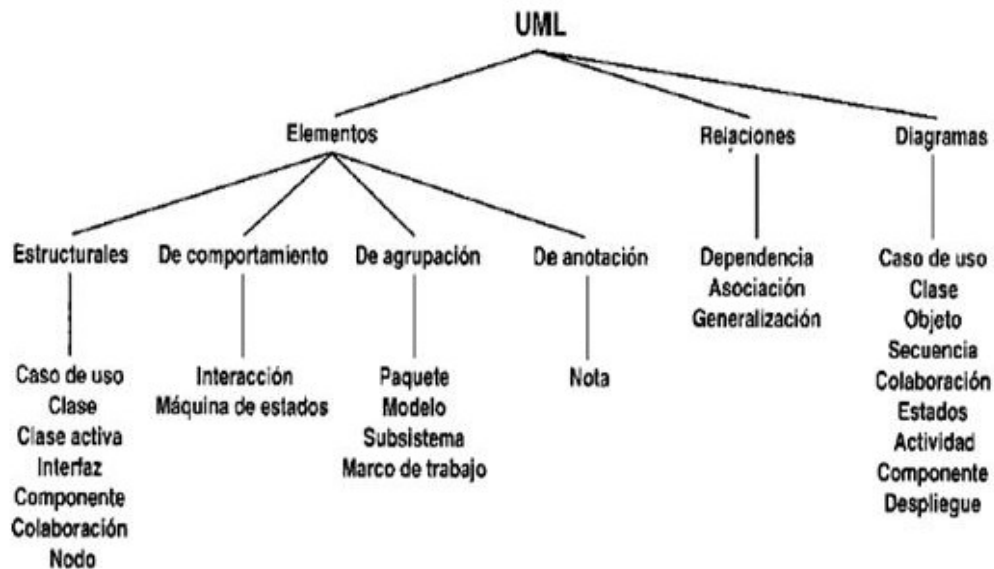 UML
Elementos
Relaciones
Diagramas
Estructurales
De comportamiento
De agrupación
De anotación
Dependencia
Asociación
Generalización
Caso de uso
Clase
Objeto
Secuencia
Colaboración
Estados
Actividad
Componente
Despliegue
Caso de uso
Clase
Clase activa
Interfaz
Componente
Colaboración
Nodo
Interacción
Máquina de estados
Paquete
Modelo
Subsistema
Marco de trabajo
Nota